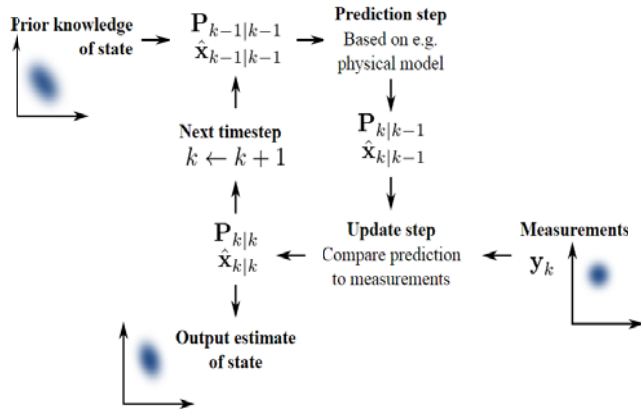 Prior knowledge
of state
P_{k−1|k−1}
x̂_{k−1|k−1}
Prediction step
Based on e.g.
physical model
P_{k|k−1}
x̂_{k|k−1}
Next timestep
k ← k + 1
P_{k|k}
x̂_{k|k}
Update step
Compare prediction
to measurements
Measurements
y_k
Output estimate
of state